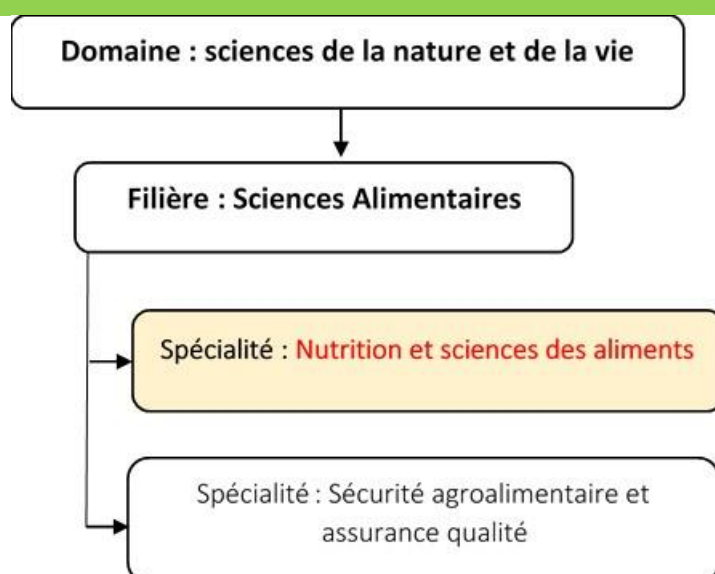 Domaine : sciences de la nature et de la vie
Filière : Sciences Alimentaires
Spécialité : Nutrition et sciences des aliments
Spécialité : Sécurité agroalimentaire et
assurance qualité